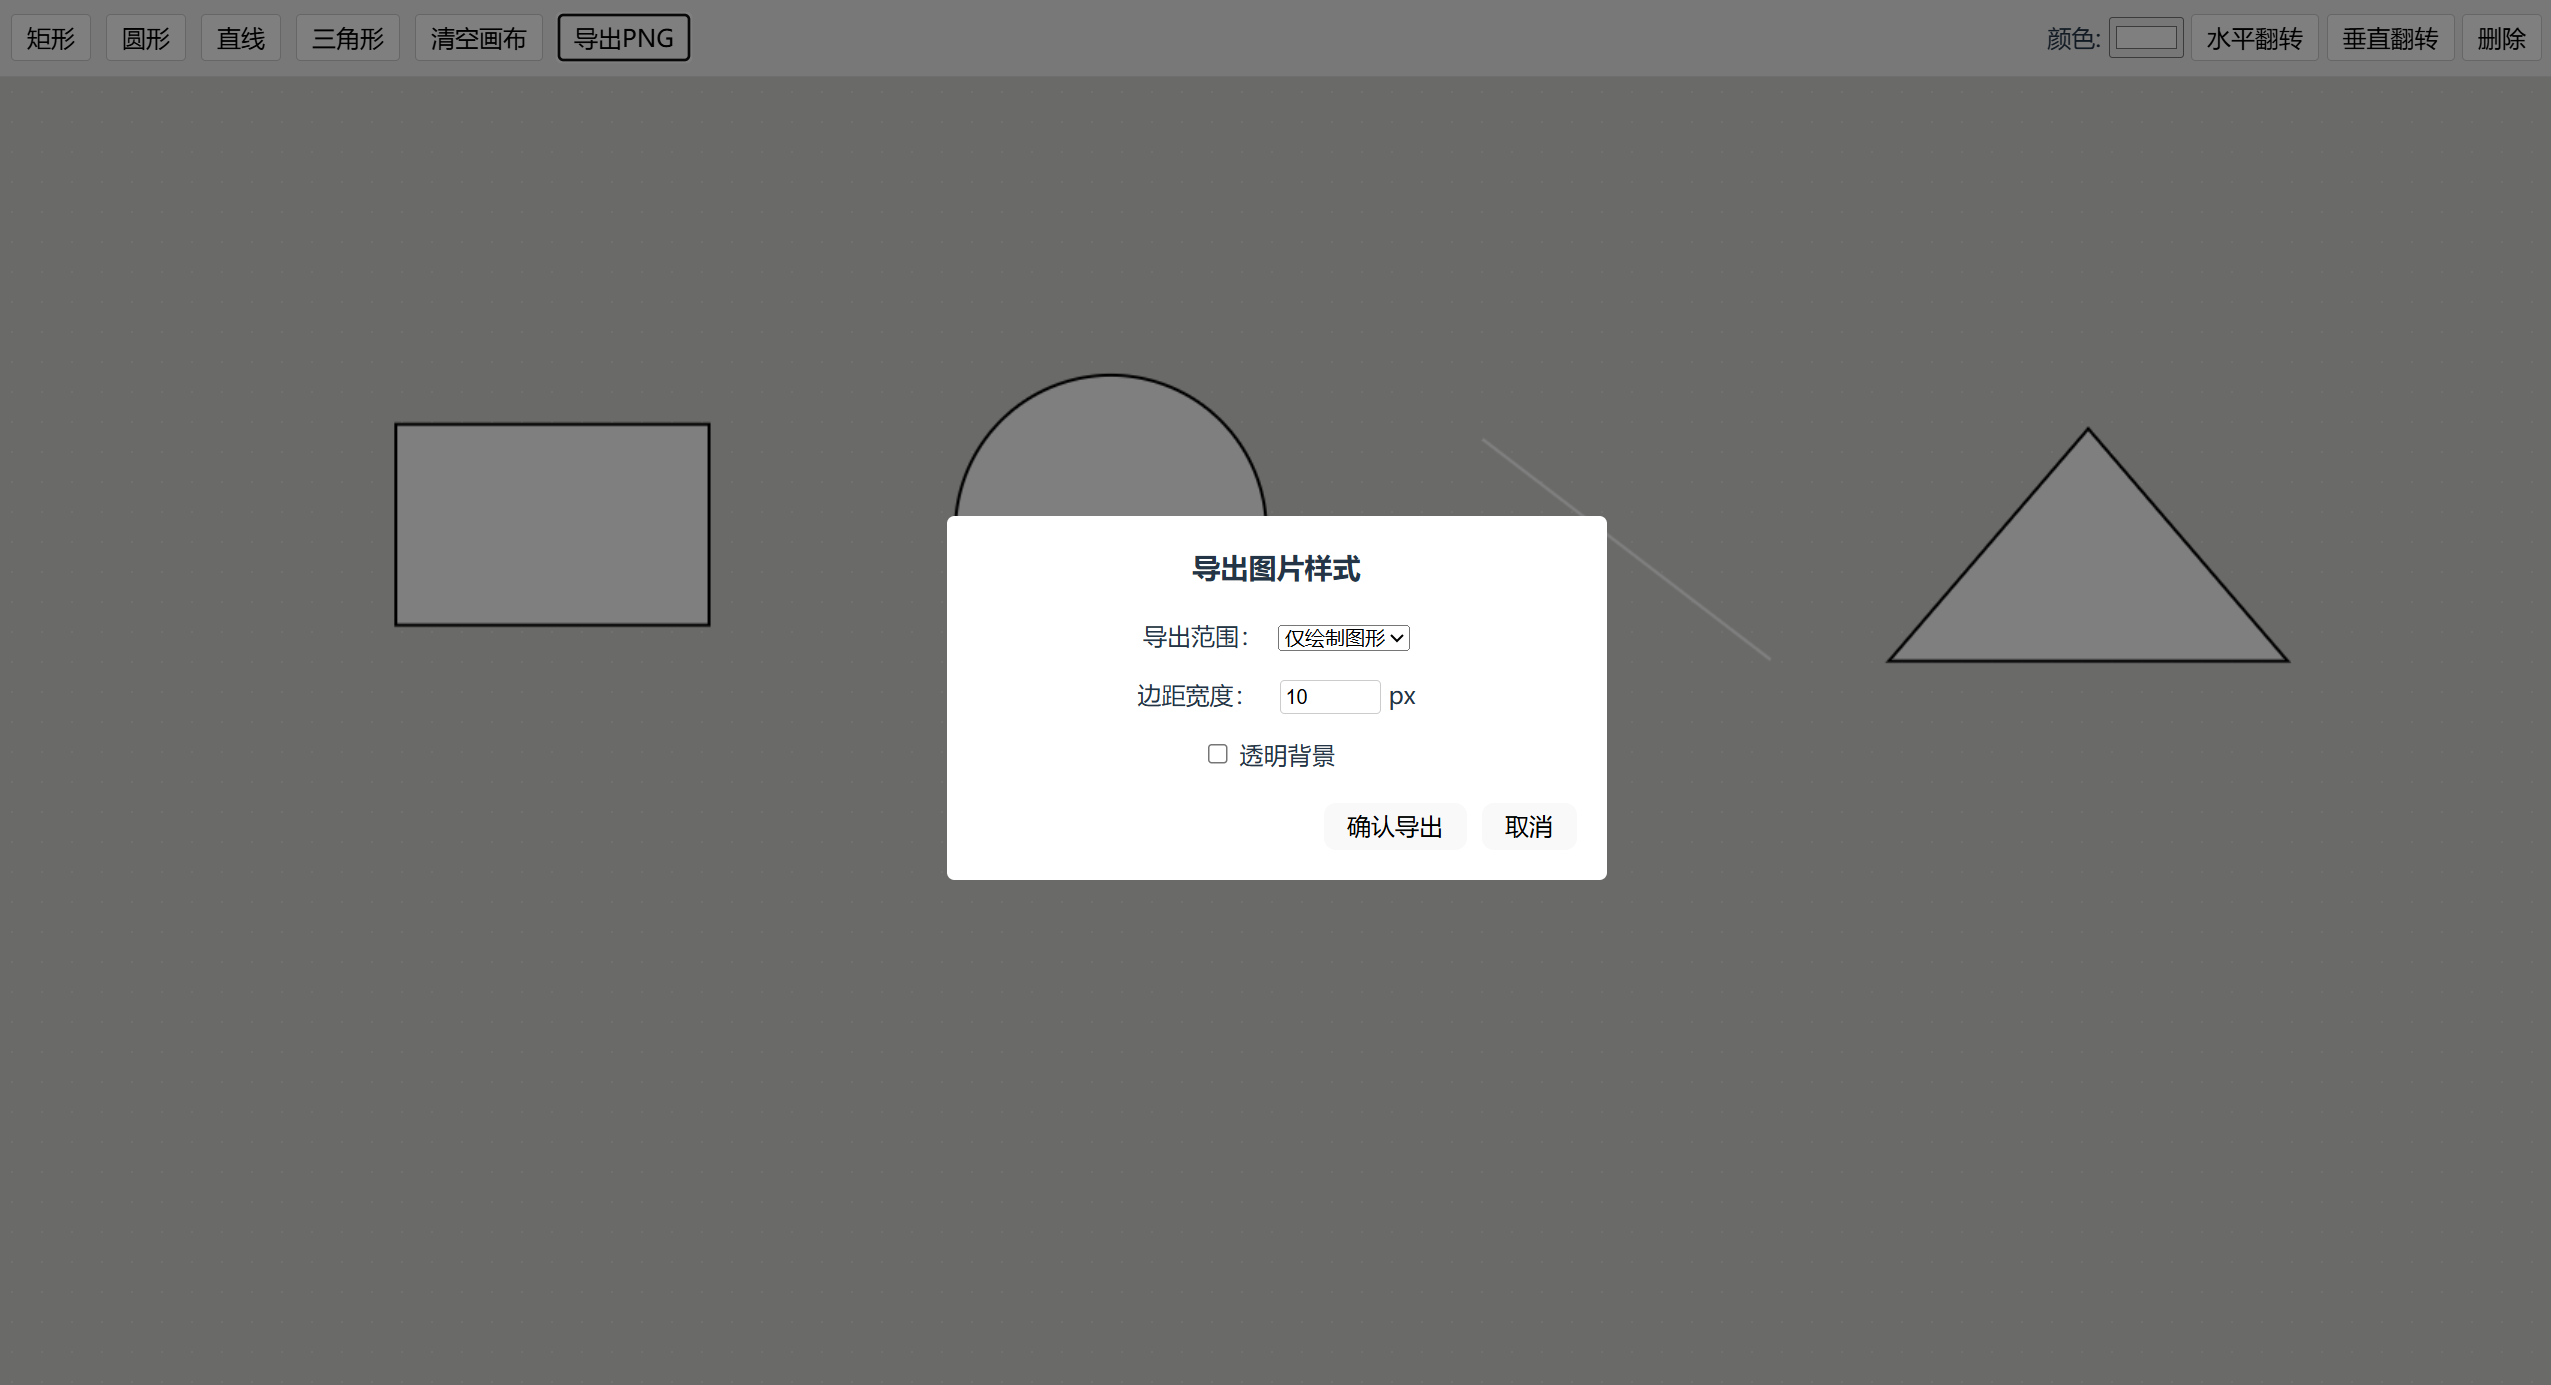 矩形 圆形 直线 三角形 清空画布 导出PNG 颜色: 水平翻转 垂直翻转 删除
导出图片样式
导出范围： 仅绘制图形
边距宽度： 10 px
透明背景
确认导出 取消